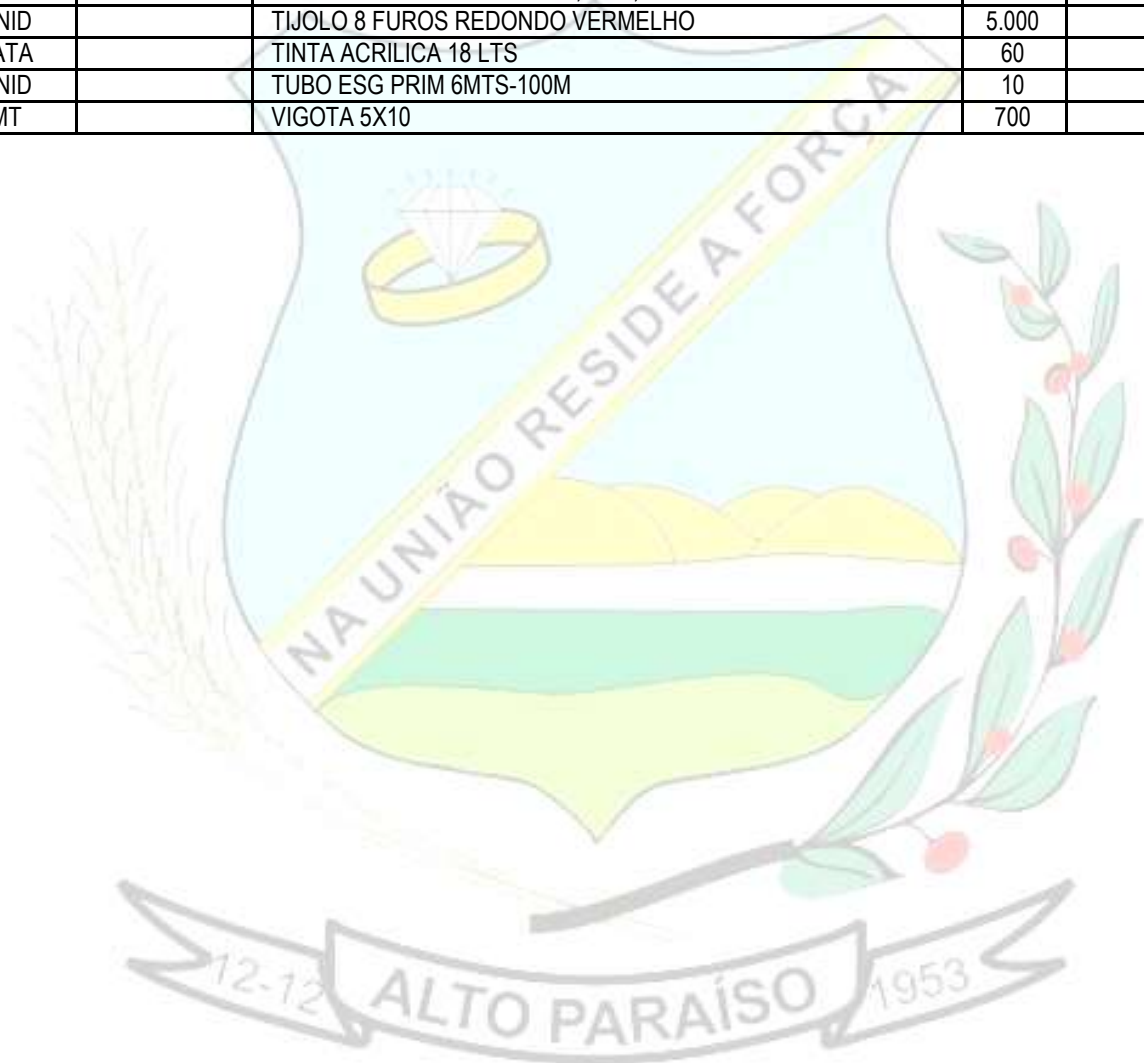 NID TIJOLO 8 FUROS REDONDO VERMELHO 5.000
ATA TINTA ACRILICA 18 LTS 60
NID TUBO ESG PRIM 6MTS-100M 10
MT VIGOTA 5X10 700
NA UNIÃO RESIDE A FORÇA
12-12 ALTO PARAÍSO 1953